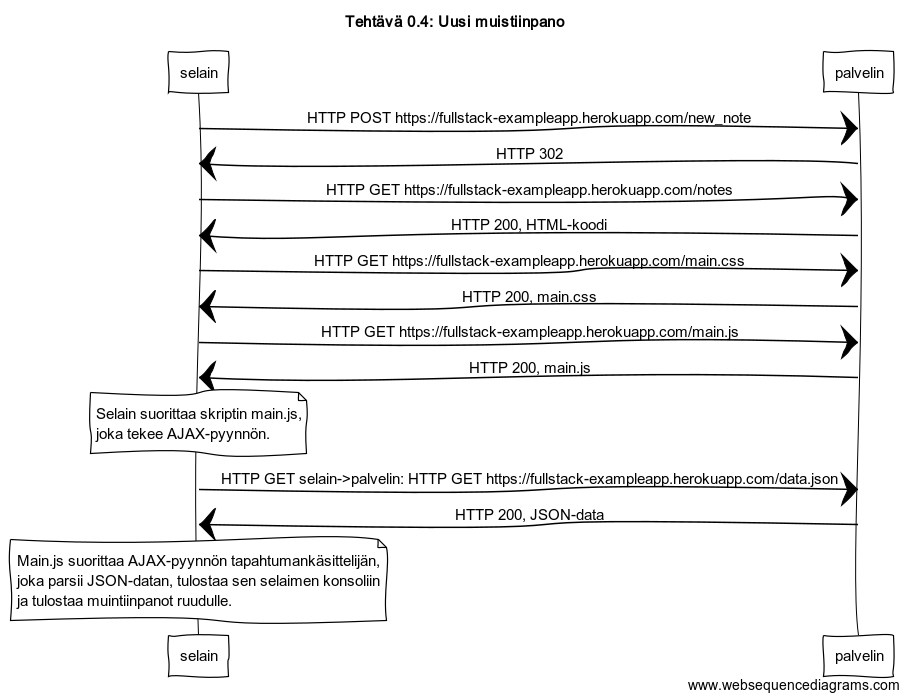 Tehtävä 0.4: Uusi muistiinpano
selain
palvelin
HTTP POST https://fullstack-exampleapp.herokuapp.com/new_note
HTTP 302
HTTP GET https://fullstack-exampleapp.herokuapp.com/notes
HTTP 200, HTML-koodi
HTTP GET https://fullstack-exampleapp.herokuapp.com/main.css
HTTP 200, main.css
HTTP GET https://fullstack-exampleapp.herokuapp.com/main.js
HTTP 200, main.js
Selain suorittaa skriptin main.js,
joka tekee AJAX-pyynnön.
HTTP GET selain->palvelin: HTTP GET https://fullstack-exampleapp.herokuapp.com/data.json
HTTP 200, JSON-data
Main.js suorittaa AJAX-pyynnön tapahtumankäsittelijän,
joka parsii JSON-datan, tulostaa sen selaimen konsoliin
ja tulostaa muintiinpanot ruudulle.
selain
palvelin
www.websequencediagrams.com